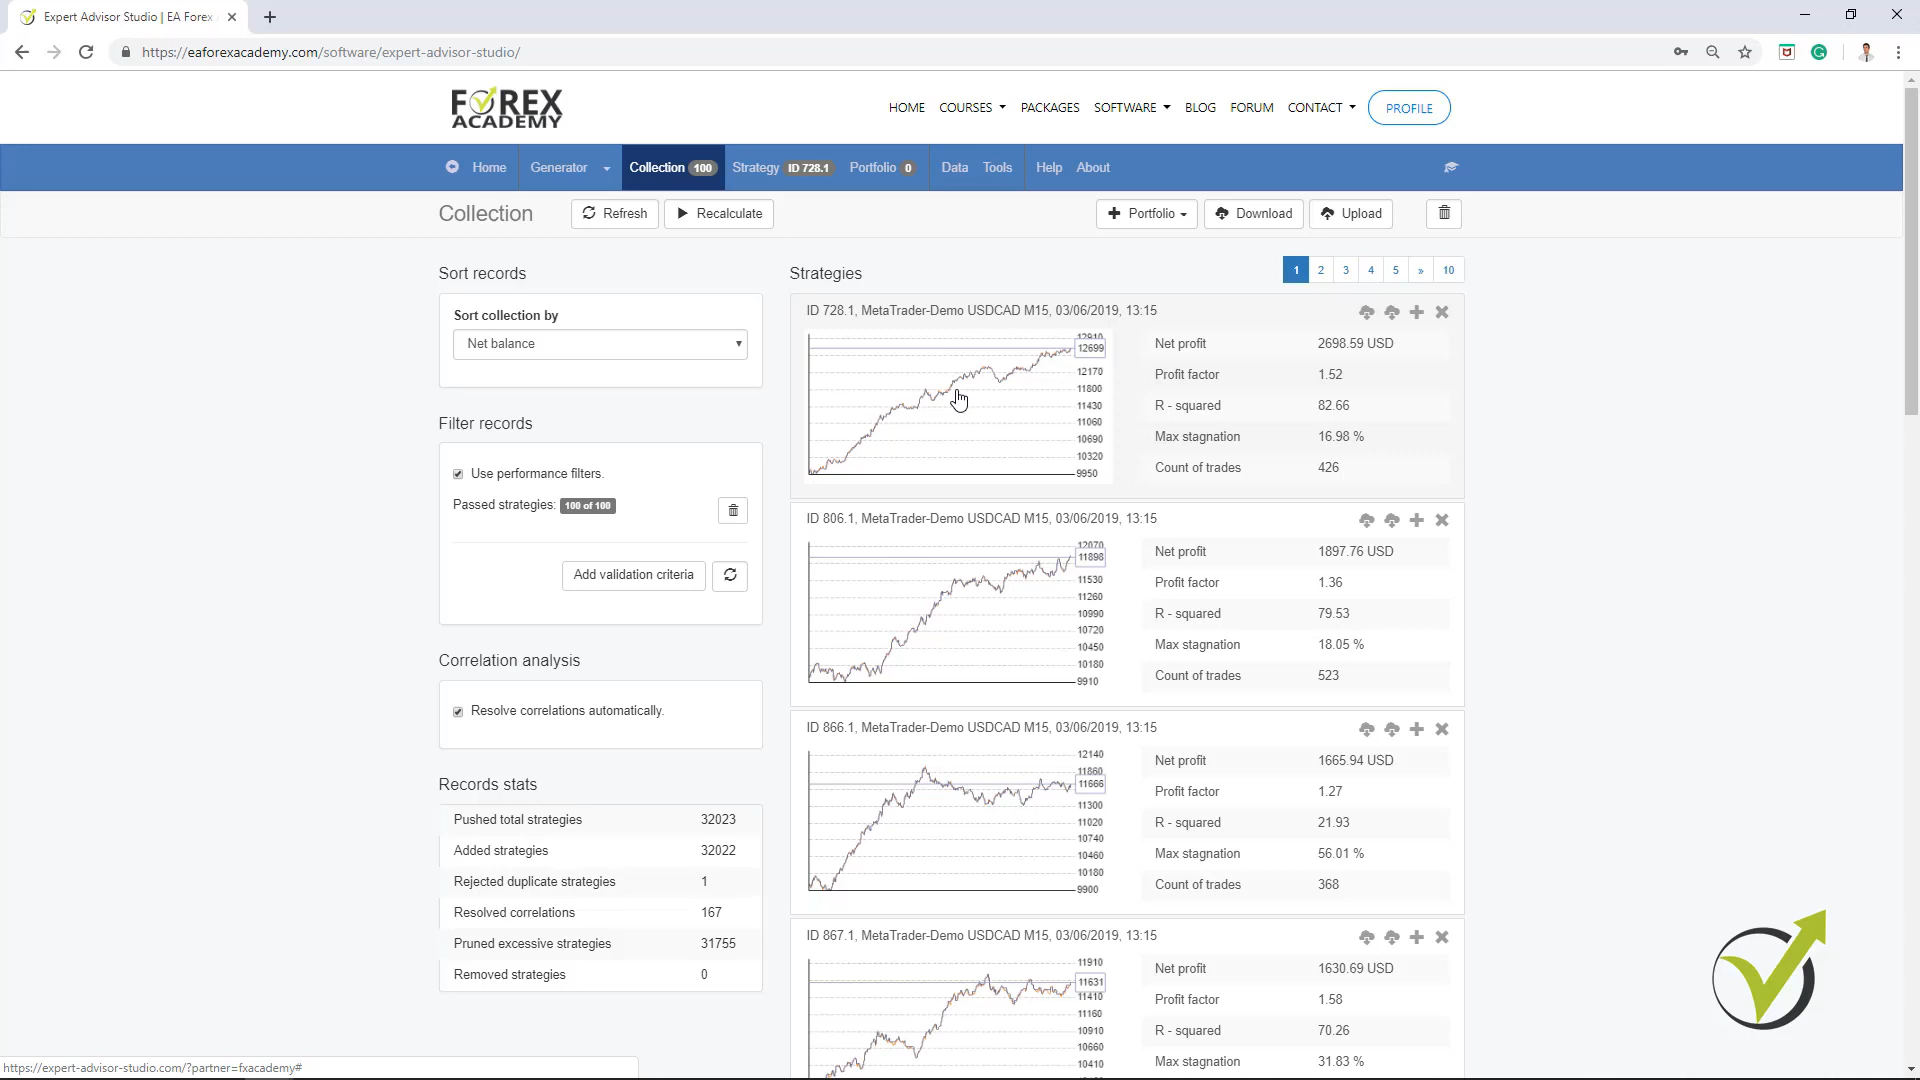 Expert Advisor Studio | EA Forex
https://eaforexacademy.com/software/expert-advisor-studio/
FOREX
ACADEMY
HOME COURSES PACKAGES SOFTWARE BLOG FORUM CONTACT PROFILE
Home Generator Collection 100 Strategy ID 728.1 Portfolio 0 Data Tools Help About
Collection Refresh Recalculate Portfolio Download Upload
Sort records
Sort collection by
Net balance
Filter records
Use performance filters.
Passed strategies: 100 of 100
Add validation criteria
Correlation analysis
Resolve correlations automatically.
Records stats
Pushed total strategies 32023
Added strategies 32022
Rejected duplicate strategies 1
Resolved correlations 167
Pruned excessive strategies 31755
Removed strategies 0
Strategies
1 2 3 4 5 » 10
ID 728.1, MetaTrader-Demo USDCAD M15, 03/06/2019, 13:15
12910
12699
12170
11800
11430
11060
10690
10320
9950
Net profit 2698.59 USD
Profit factor 1.52
R - squared 82.66
Max stagnation 16.98 %
Count of trades 426
ID 806.1, MetaTrader-Demo USDCAD M15, 03/06/2019, 13:15
12070
11898
11530
11260
10990
10720
10450
10180
9910
Net profit 1897.76 USD
Profit factor 1.36
R - squared 79.53
Max stagnation 18.05 %
Count of trades 523
ID 866.1, MetaTrader-Demo USDCAD M15, 03/06/2019, 13:15
12140
11860
11666
11300
11020
10740
10460
10180
9900
Net profit 1665.94 USD
Profit factor 1.27
R - squared 21.93
Max stagnation 56.01 %
Count of trades 368
ID 867.1, MetaTrader-Demo USDCAD M15, 03/06/2019, 13:15
11910
11631
11410
11160
10910
10660
10410
Net profit 1630.69 USD
Profit factor 1.58
R - squared 70.26
Max stagnation 31.83 %
https://expert-advisor-studio.com/?partner=fxacademy#